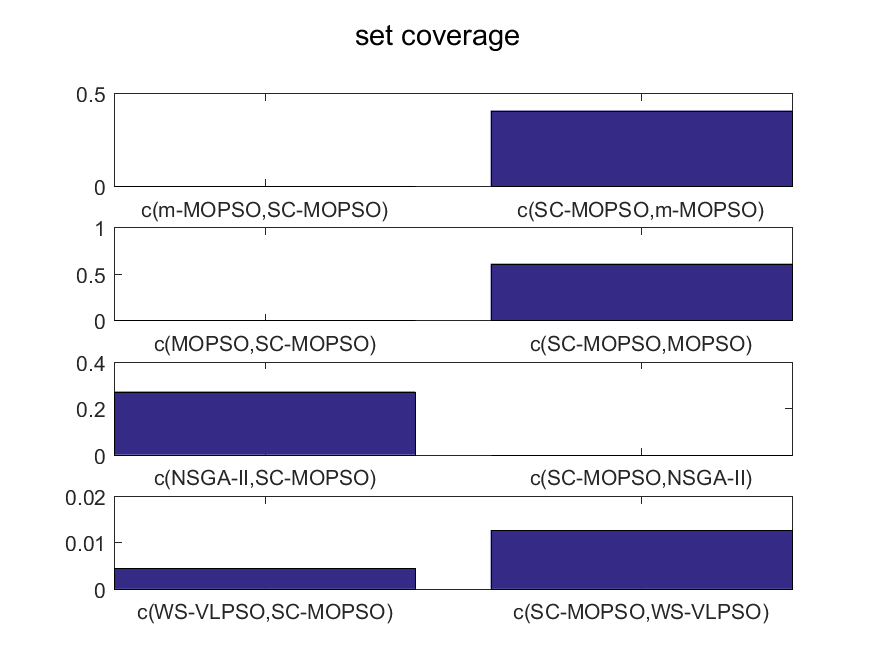 set coverage
0.5
0
c(m-MOPSO,SC-MOPSO) c(SC-MOPSO,m-MOPSO)
1
0.5
0
c(MOPSO,SC-MOPSO) c(SC-MOPSO,MOPSO)
0.4
0.2
0
c(NSGA-II,SC-MOPSO) c(SC-MOPSO,NSGA-II)
0.02
0.01
0
c(WS-VLPSO,SC-MOPSO) c(SC-MOPSO,WS-VLPSO)